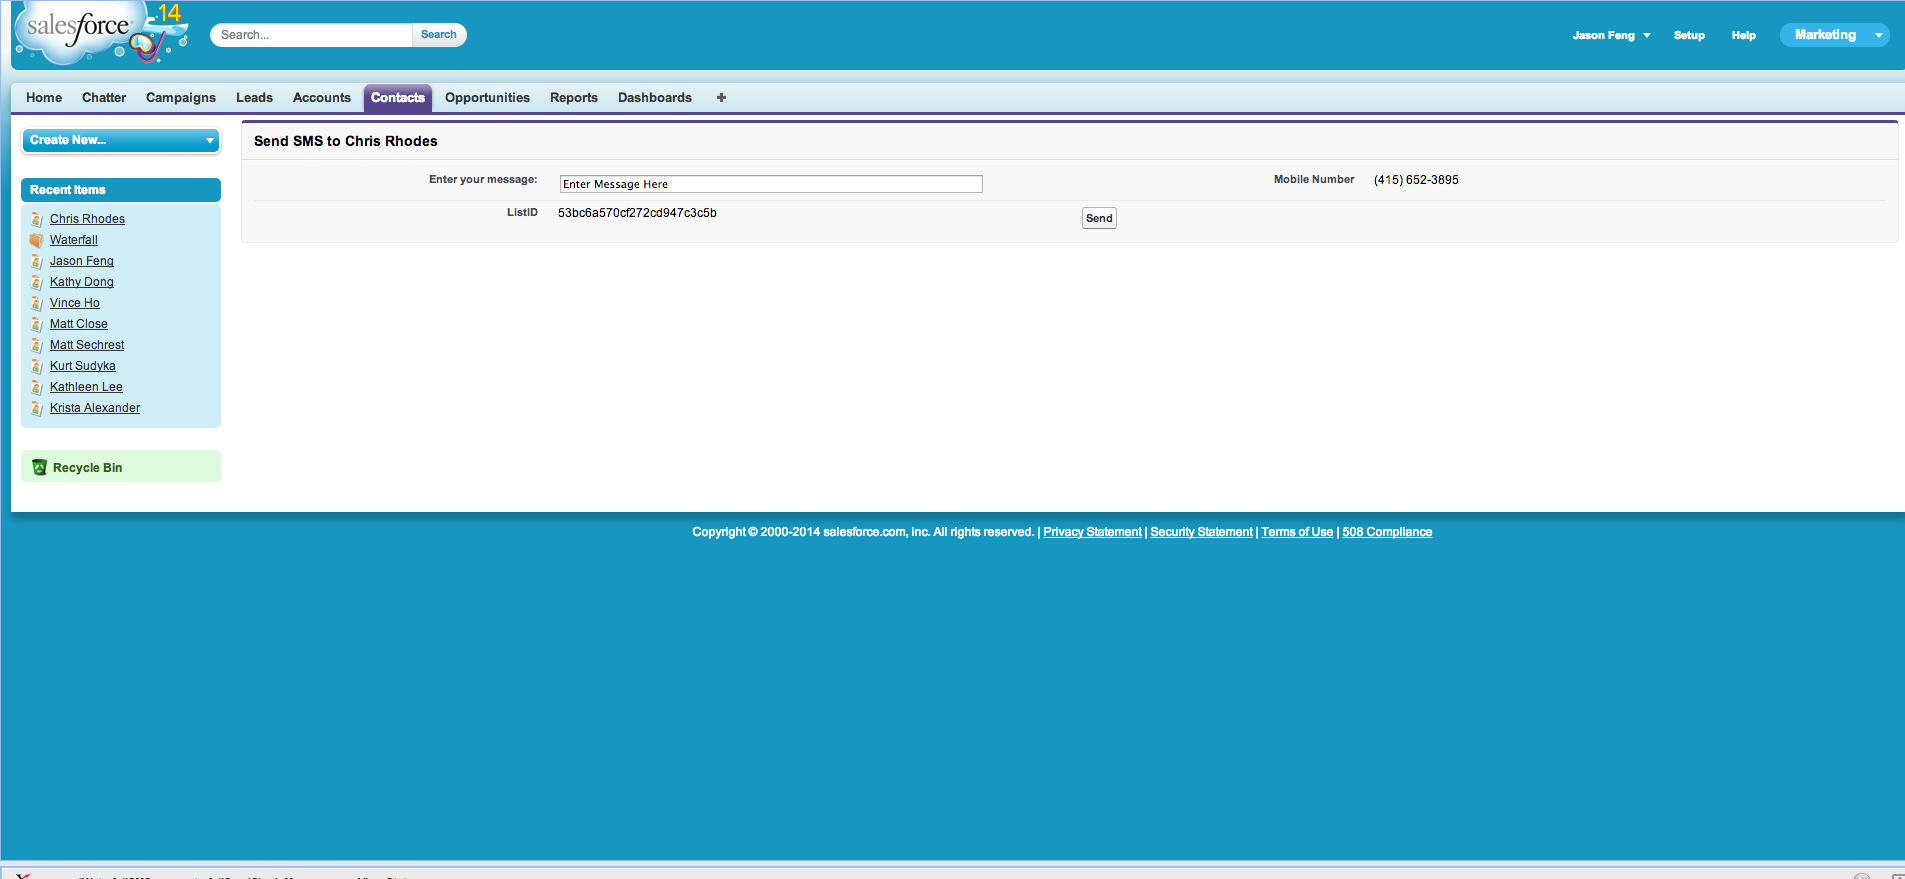 salesforce 14
Search... Search
Jason Feng Setup Help Marketing
Home Chatter Campaigns Leads Accounts Contacts Opportunities Reports Dashboards +
Create New...
Recent Items
Chris Rhodes
Waterfall
Jason Feng
Kathy Dong
Vince Ho
Matt Close
Matt Sechrest
Kurt Sudyka
Kathleen Lee
Krista Alexander
Recycle Bin
Send SMS to Chris Rhodes
Enter your message: Enter Message Here Mobile Number (415) 652-3895
ListID 53bc6a570cf272cd947c3c5b Send
Copyright © 2000-2014 salesforce.com, inc. All rights reserved. | Privacy Statement | Security Statement | Terms of Use | 508 Compliance